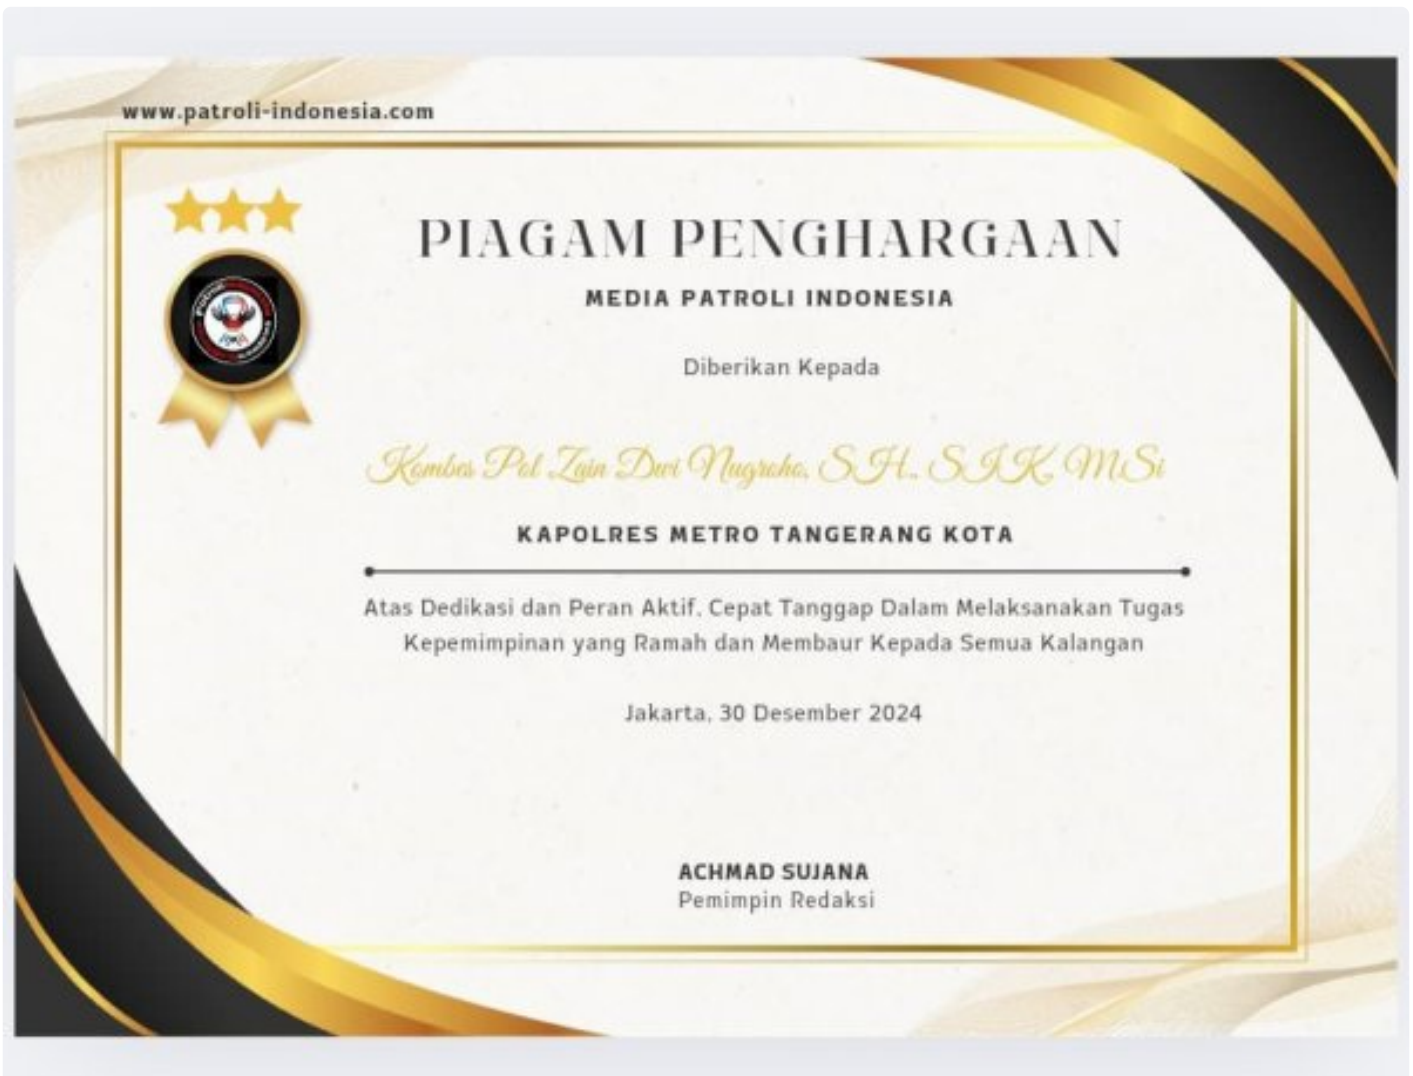 www.patroli-indonesia.com
PIAGAM PENGHARGAAN
MEDIA PATROLI INDONESIA
Diberikan Kepada
Kombes Pol Zain Dwi Nugroho, S.H., S.I.K, M.Si
KAPOLRES METRO TANGERANG KOTA
Atas Dedikasi dan Peran Aktif, Cepat Tanggap Dalam Melaksanakan Tugas
Kepemimpinan yang Ramah dan Membaur Kepada Semua Kalangan
Jakarta, 30 Desember 2024
ACHMAD SUJANA
Pemimpin Redaksi